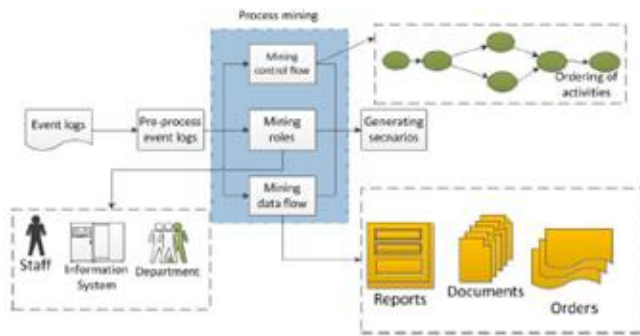 Process mining
Mining
control flow
Ordering of
activities
Event logs
Pre-process
event logs
Mining
roles
Generating
secnarios
Mining
data flow
Staff
Information
System
Department
Reports
Documents
Orders